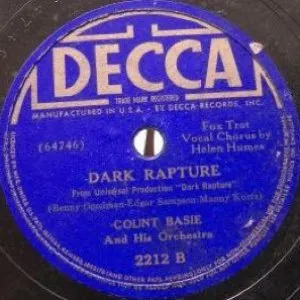 DECCA
TRADE MARK REGISTERED
MANUFACTURED IN U.S.A. - BY DECCA RECORDS, INC.
(64746)
Fox Trot
Vocal Chorus by
Helen Humes
DARK RAPTURE
From Universal Production "Dark Rapture"
(Benny Goodman-Edgar Sampson-Manny Kurtz)
COUNT BASIE
And His Orchestra
2212 B